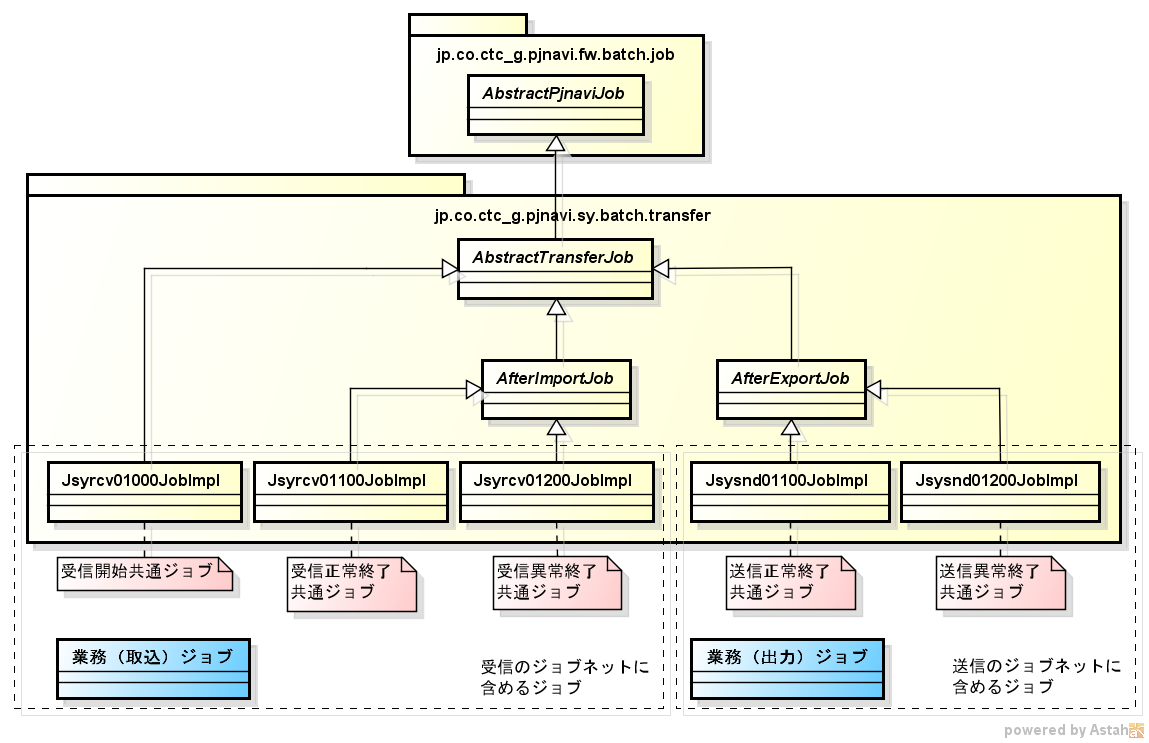 jp.co.ctc_g.pjnavi.fw.batch.job
AbstractPjnaviJob
jp.co.ctc_g.pjnavi.sy.batch.transfer
AbstractTransferJob
AfterImportJob
AfterExportJob
Jsyrcv01000JobImpl
Jsyrcv01100JobImpl
Jsyrcv01200JobImpl
Jsysnd01100JobImpl
Jsysnd01200JobImpl
受信開始共通ジョブ
受信正常終了
共通ジョブ
受信異常終了
共通ジョブ
送信正常終了
共通ジョブ
送信異常終了
共通ジョブ
業務（取込）ジョブ
受信のジョブネットに
含めるジョブ
業務（出力）ジョブ
送信のジョブネットに
含めるジョブ
powered by Astah